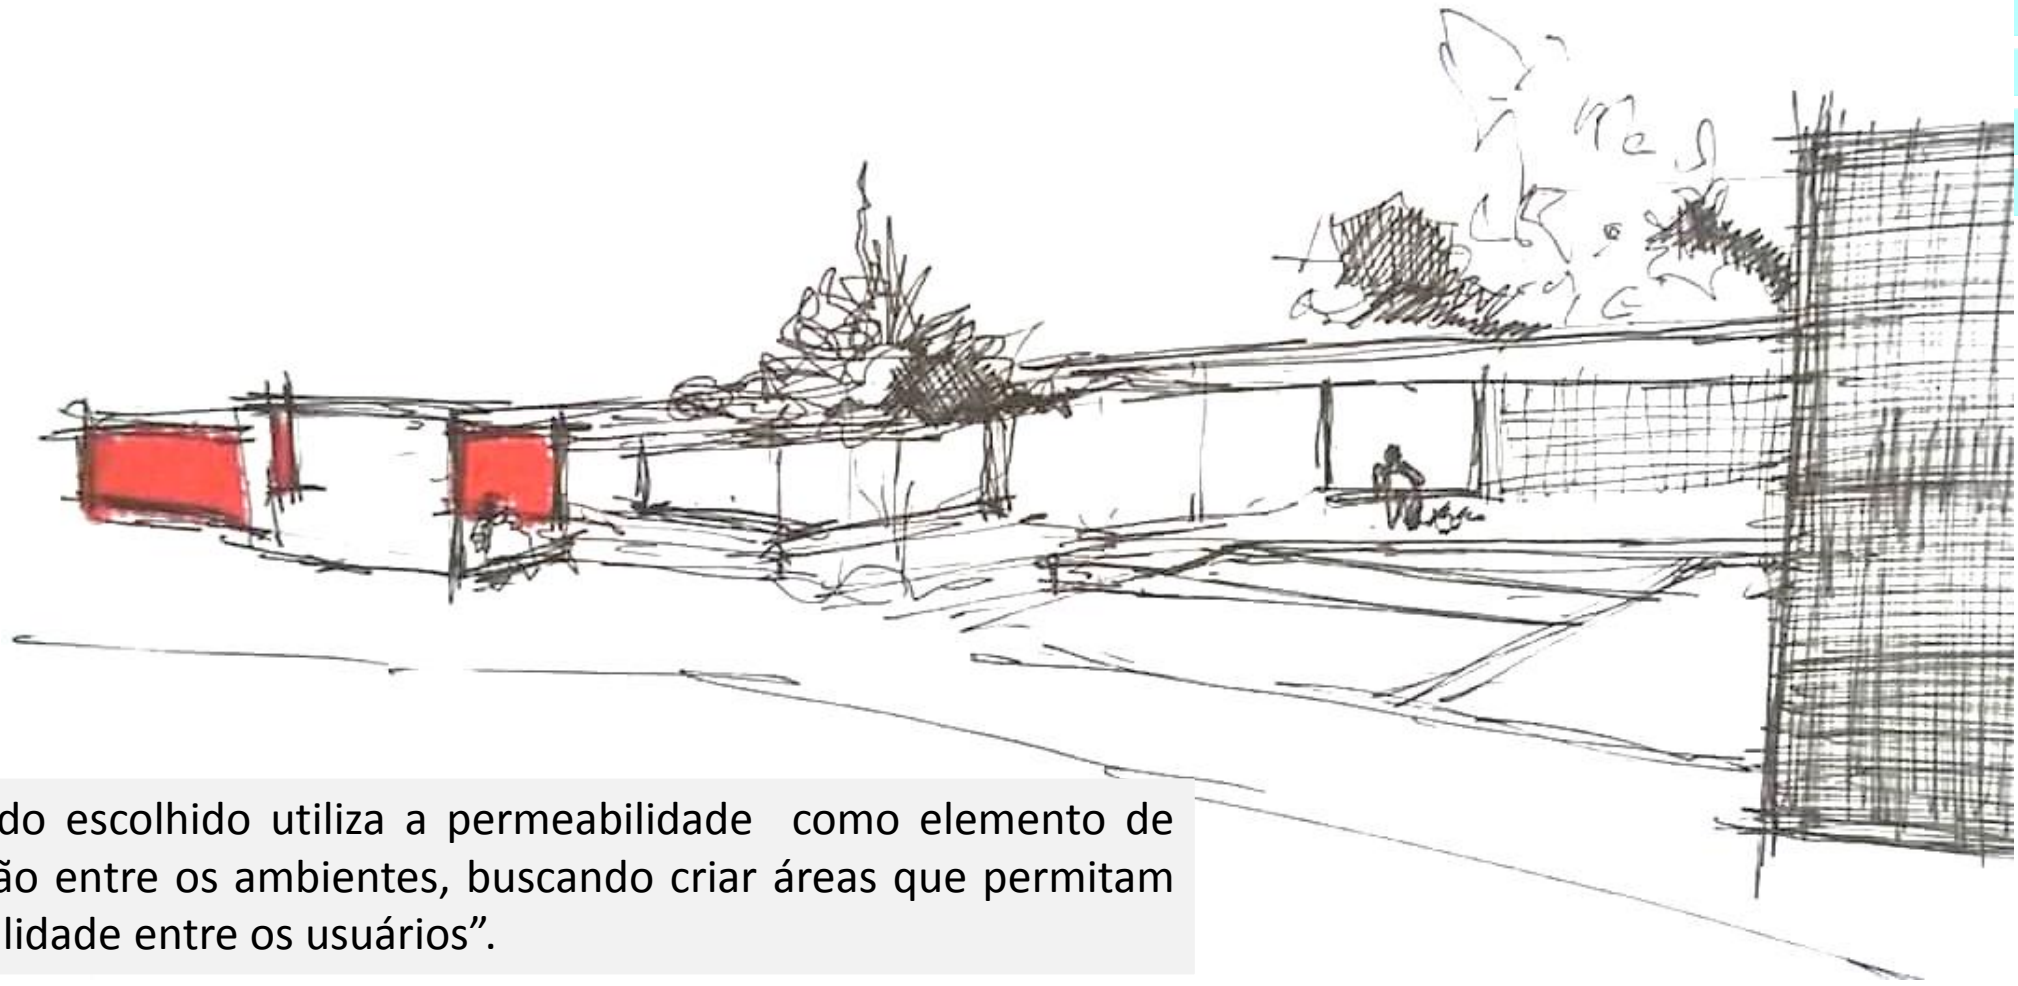 do escolhido utiliza a permeabilidade como elemento de
ão entre os ambientes, buscando criar áreas que permitam
lidade entre os usuários”.